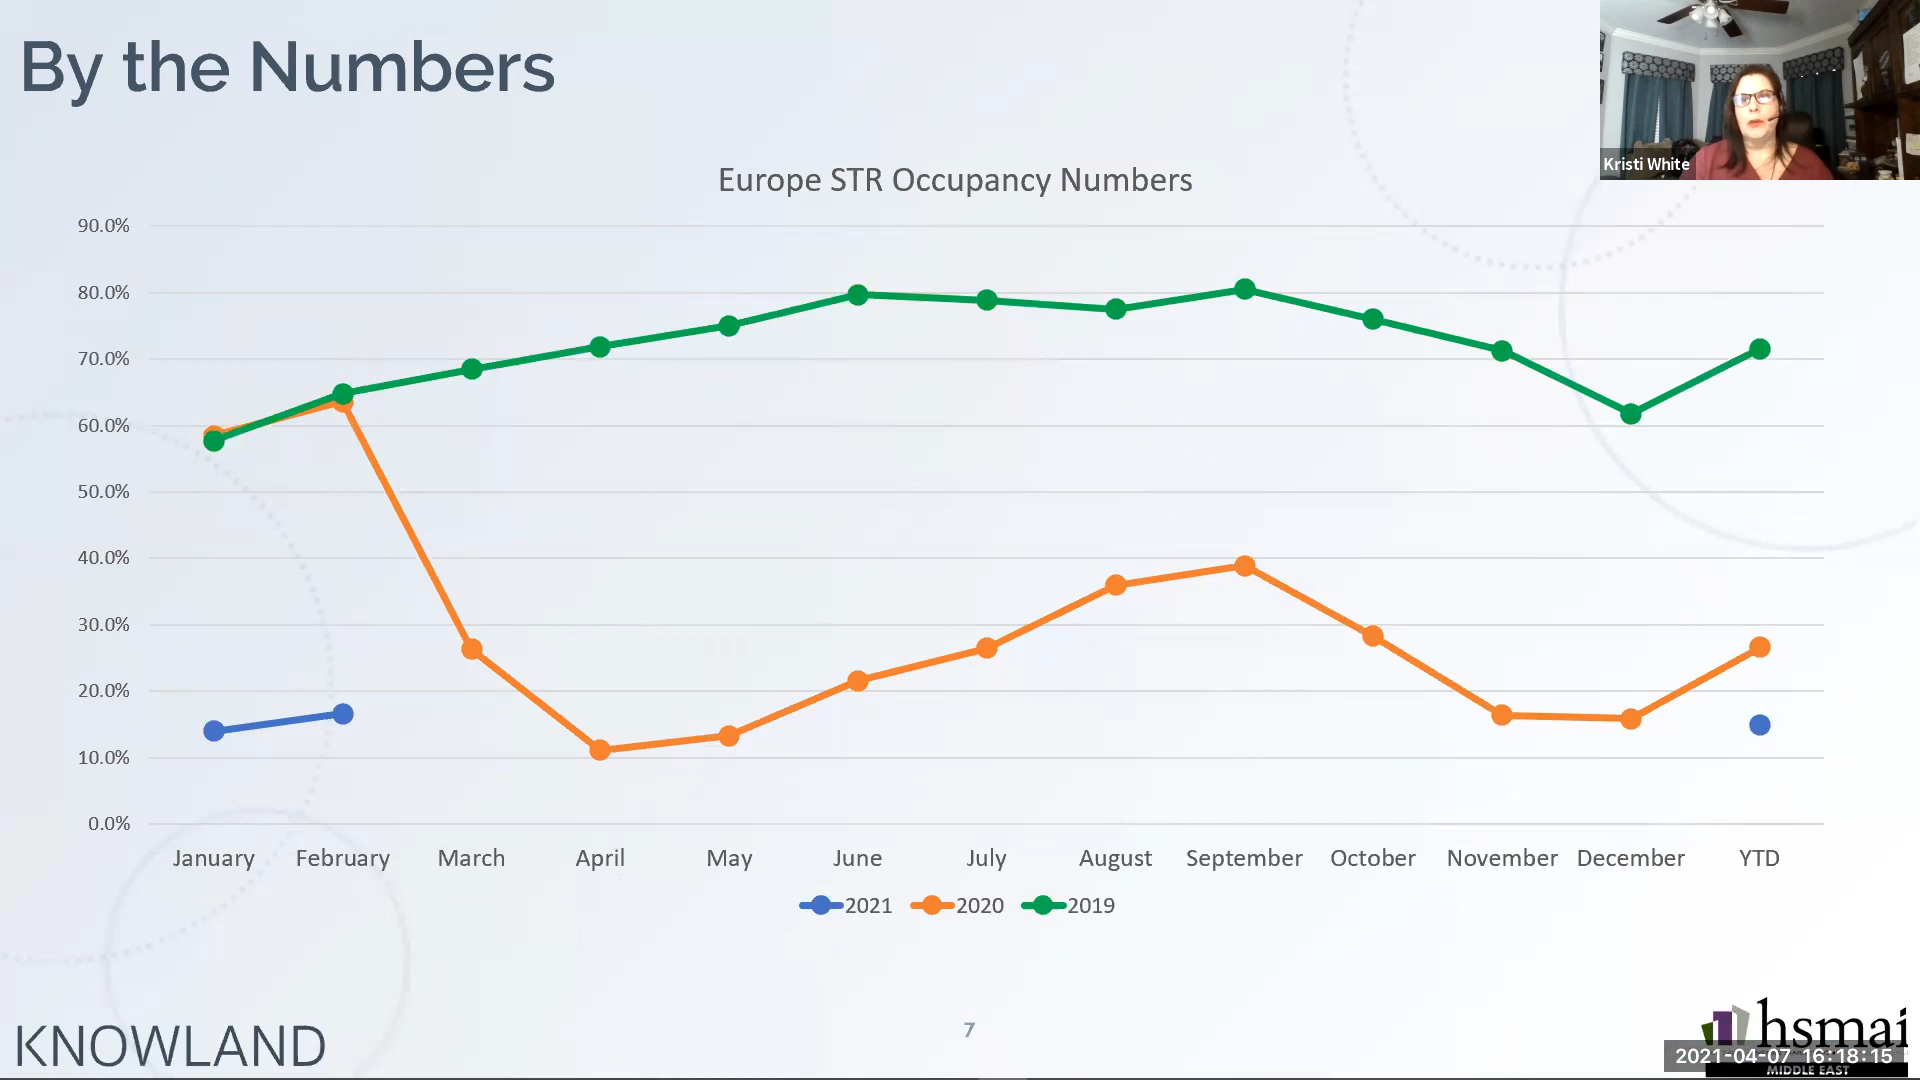 By the Numbers
Kristi White
Europe STR Occupancy Numbers
90.0%
80.0%
70.0%
60.0%
50.0%
40.0%
30.0%
20.0%
10.0%
0.0%
January February March April May June July August September October November December YTD
2021 2020 2019
KNOWLAND
7
hsmai
2021-04-07 16:18:15
MIDDLE EAST